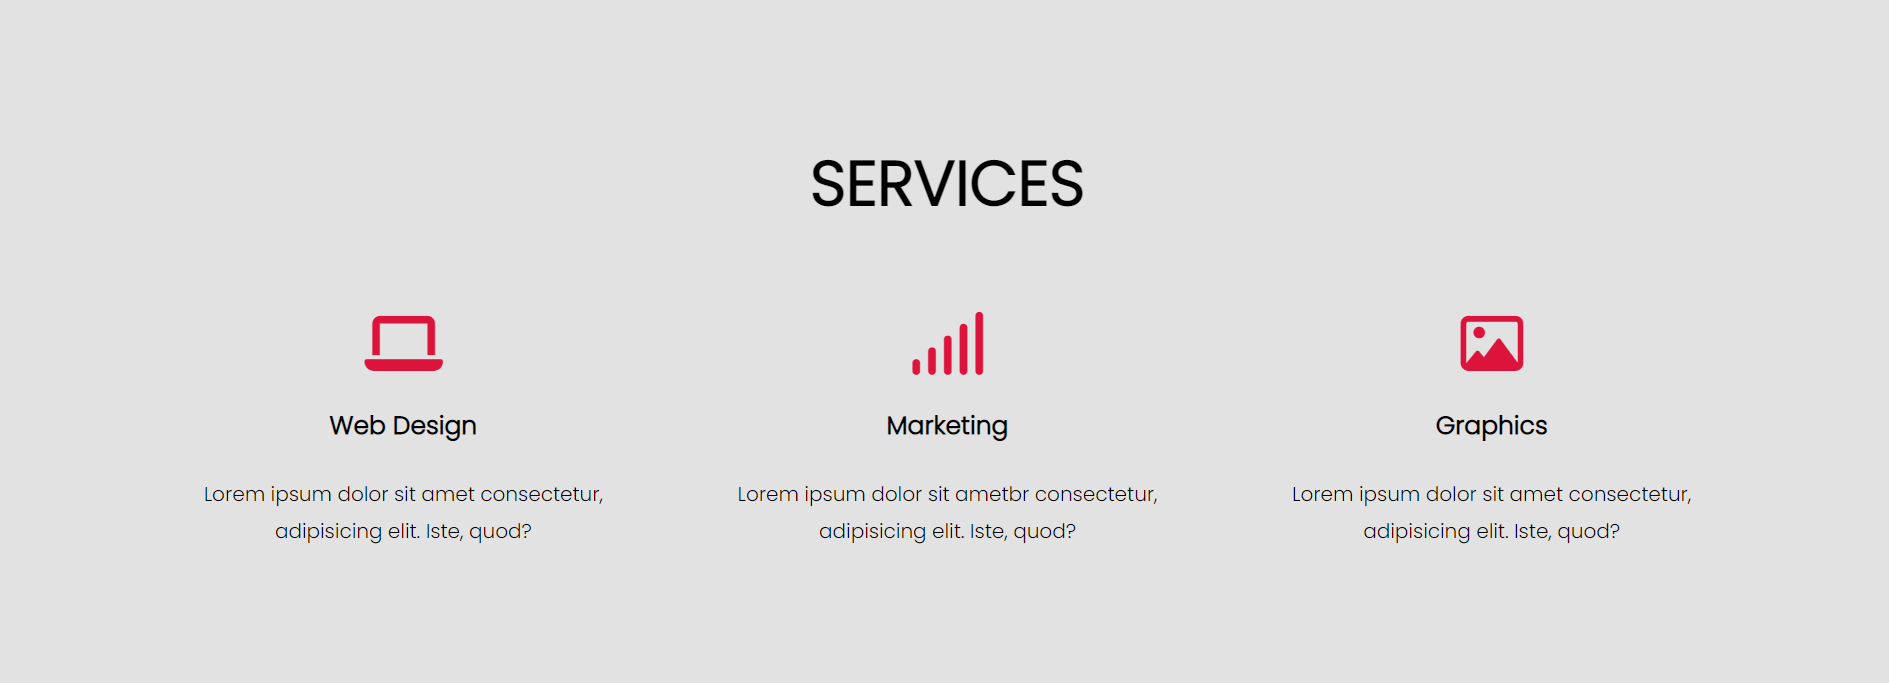 SERVICES
Web Design
Lorem ipsum dolor sit amet consectetur,
adipisicing elit. Iste, quod?
Marketing
Lorem ipsum dolor sit ametbr consectetur,
adipisicing elit. Iste, quod?
Graphics
Lorem ipsum dolor sit amet consectetur,
adipisicing elit. Iste, quod?